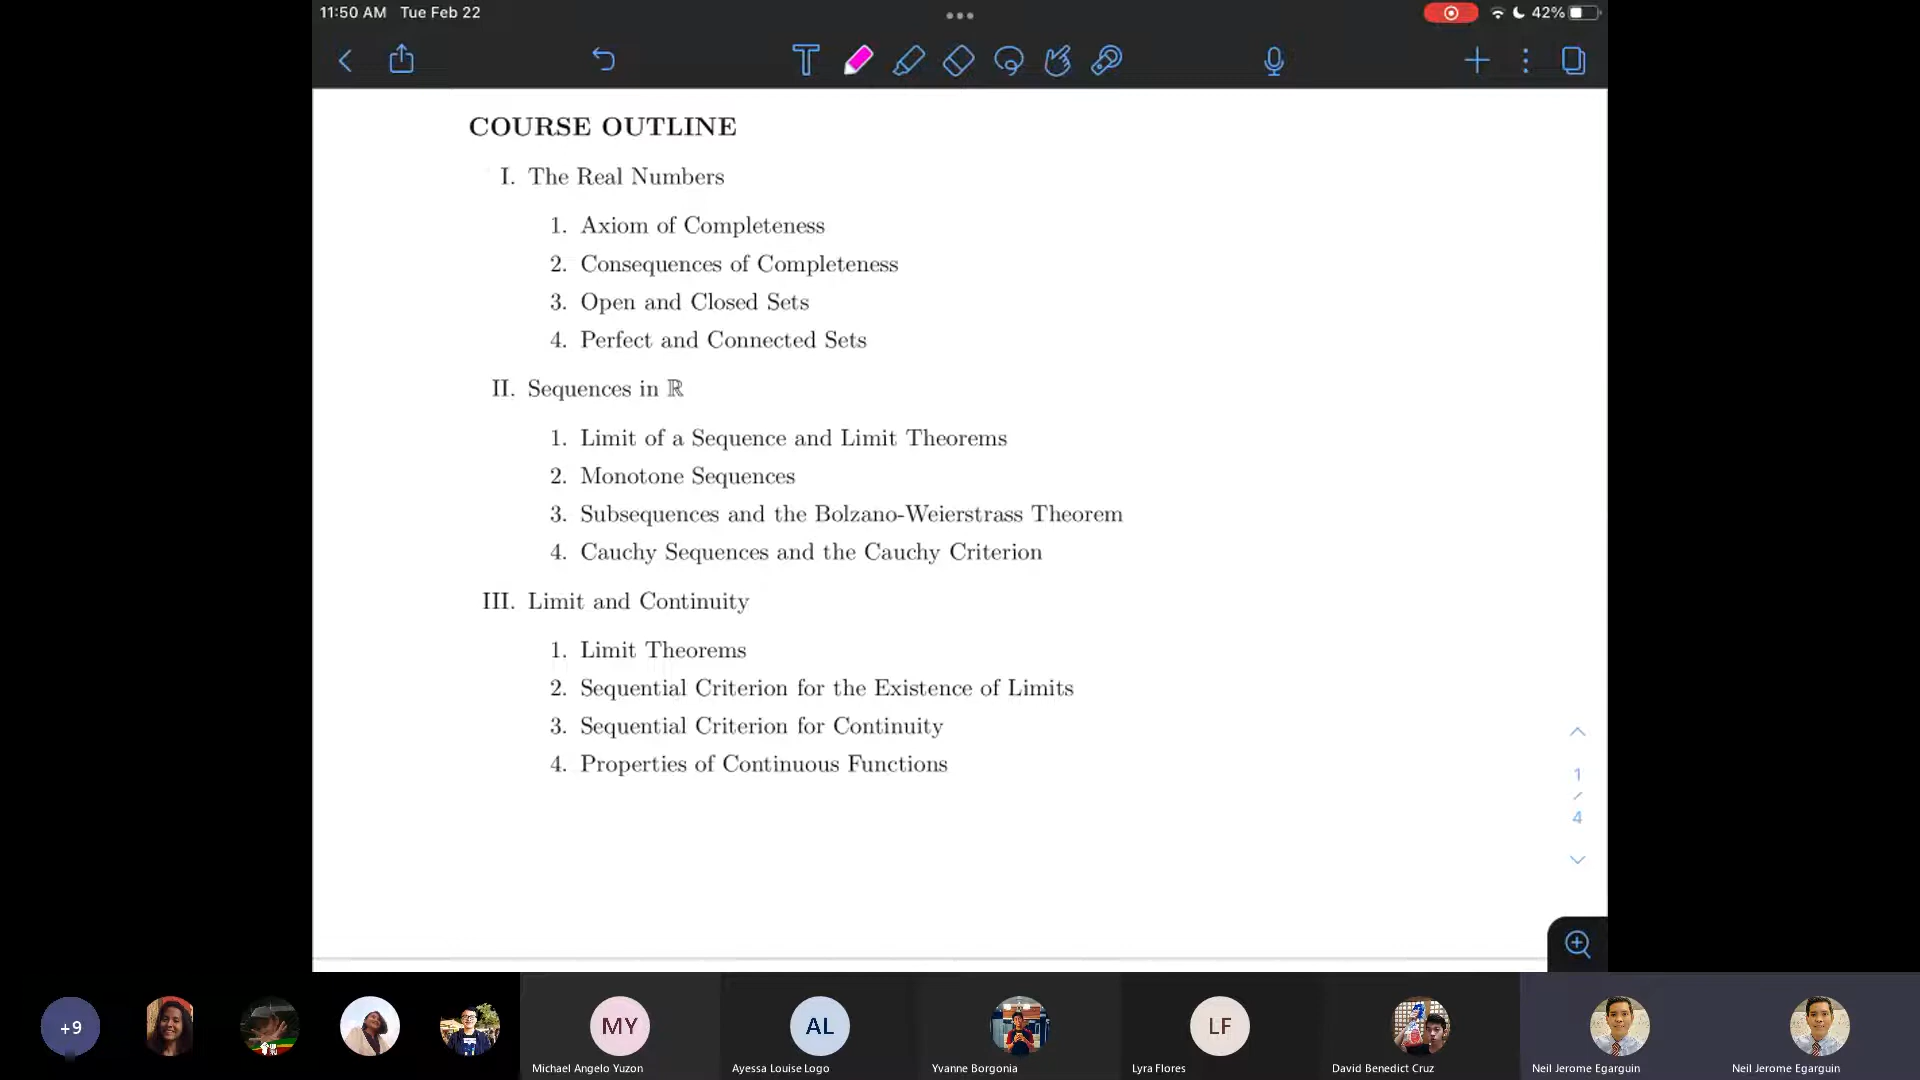 11:50 AM Tue Feb 22
42%
COURSE OUTLINE
I. The Real Numbers
1. Axiom of Completeness
2. Consequences of Completeness
3. Open and Closed Sets
4. Perfect and Connected Sets
II. Sequences in ℝ
1. Limit of a Sequence and Limit Theorems
2. Monotone Sequences
3. Subsequences and the Bolzano-Weierstrass Theorem
4. Cauchy Sequences and the Cauchy Criterion
III. Limit and Continuity
1. Limit Theorems
2. Sequential Criterion for the Existence of Limits
3. Sequential Criterion for Continuity
4. Properties of Continuous Functions
1
/
4
+9
MY
AL
LF
Michael Angelo Yuzon
Ayessa Louise Logo
Yvanne Borgonia
Lyra Flores
David Benedict Cruz
Neil Jerome Egarguin
Neil Jerome Egarguin